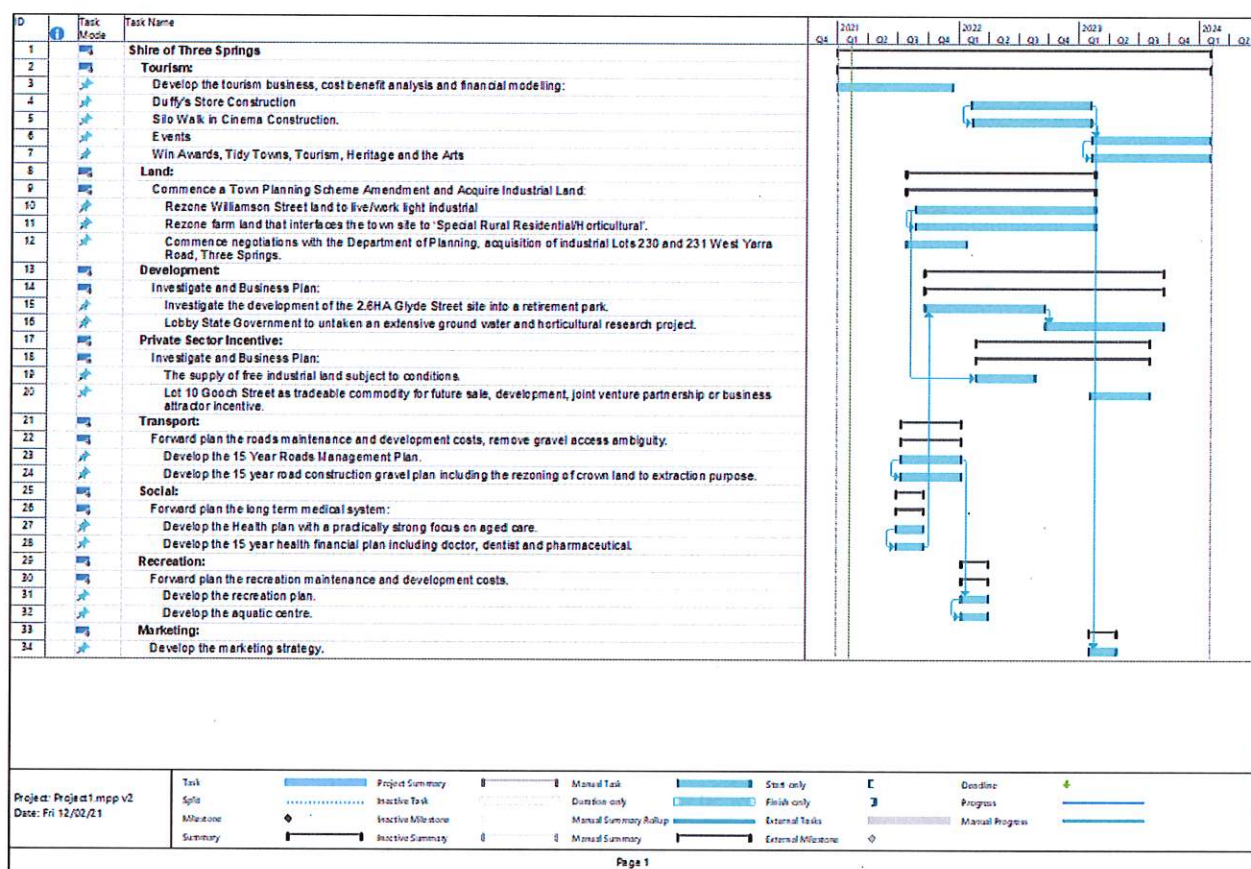 ID Task Mode Task Name 2021 2022 2023 2024
Q4 Q1 Q2 Q3 Q4 Q1 Q2 Q3 Q4 Q1 Q2 Q3 Q4 Q1 Q2
1 Shire of Three Springs
2 Tourism:
3 Develop the tourism business, cost benefit analysis and financial modelling:
4 Duffy's Store Construction
5 Silo Walk in Cinema Construction.
6 Events
7 Win Awards, Tidy Towns, Tourism, Heritage and the Arts
8 Land:
9 Commence a Town Planning Scheme Amendment and Acquire Industrial Land:
10 Rezone Williamson Street land to live/work light industrial
11 Rezone farm land that interfaces the town site to 'Special Rural Residential/Horticultural'.
12 Commence negotiations with the Department of Planning, acquisition of industrial Lots 230 and 231 West Yarra
Road, Three Springs.
13 Development:
14 Investigate and Business Plan:
15 Investigate the development of the 2.6HA Glyde Street site into a retirement park.
16 Lobby State Government to untaken an extensive ground water and horticultural research project.
17 Private Sector Incentive:
18 Investigate and Business Plan:
19 The supply of free industrial land subject to conditions.
20 Lot 10 Gooch Street as tradeable commodity for future sale, development, joint venture partnership or business
attractor incentive.
21 Transport:
22 Forward plan the roads maintenance and development costs, remove gravel access ambiguity.
23 Develop the 15 Year Roads Management Plan.
24 Develop the 15 year road construction gravel plan including the rezoning of crown land to extraction purpose.
25 Social:
26 Forward plan the long term medical system:
27 Develop the Health plan with a practically strong focus on aged care.
28 Develop the 15 year health financial plan including doctor, dentist and pharmaceutical.
29 Recreation:
30 Forward plan the recreation maintenance and development costs.
31 Develop the recreation plan.
32 Develop the aquatic centre.
33 Marketing:
34 Develop the marketing strategy.
Project: Project1.mpp v2
Date: Fri 12/02/21
Task Project Summary Manual Task Start only Deadline
Split Inactive Task Duration only Finish only Progress
Milestone Inactive Milestone Manual Summary Rollup External Tasks Manual Progress
Summary Inactive Summary Manual Summary External Milestone
Page 1